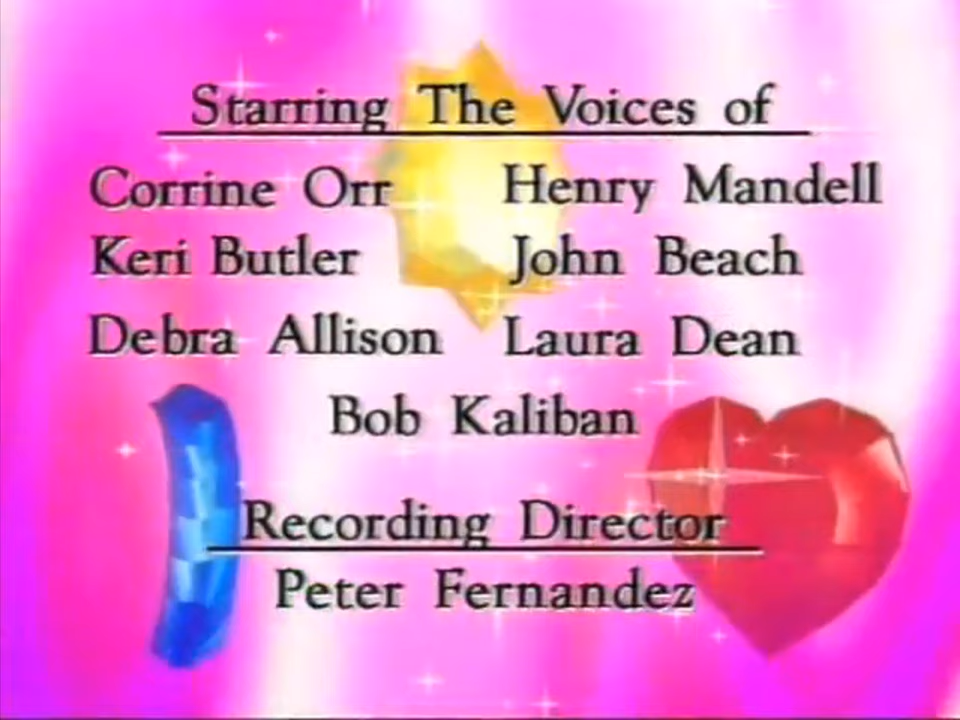 Starring The Voices of
Corrine Orr Henry Mandell
Keri Butler John Beach
Debra Allison Laura Dean
Bob Kaliban
Recording Director
Peter Fernandez